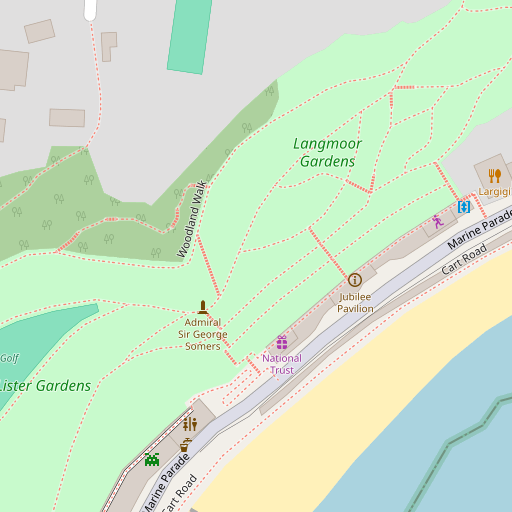 Langmoor
Gardens
Largigi
Woodland Walk
Marine Parade
Cart Road
Jubilee
Pavilion
Admiral
Sir George
Somers
National
Trust
Golf
Lister Gardens
Marine Parade
Cart Road